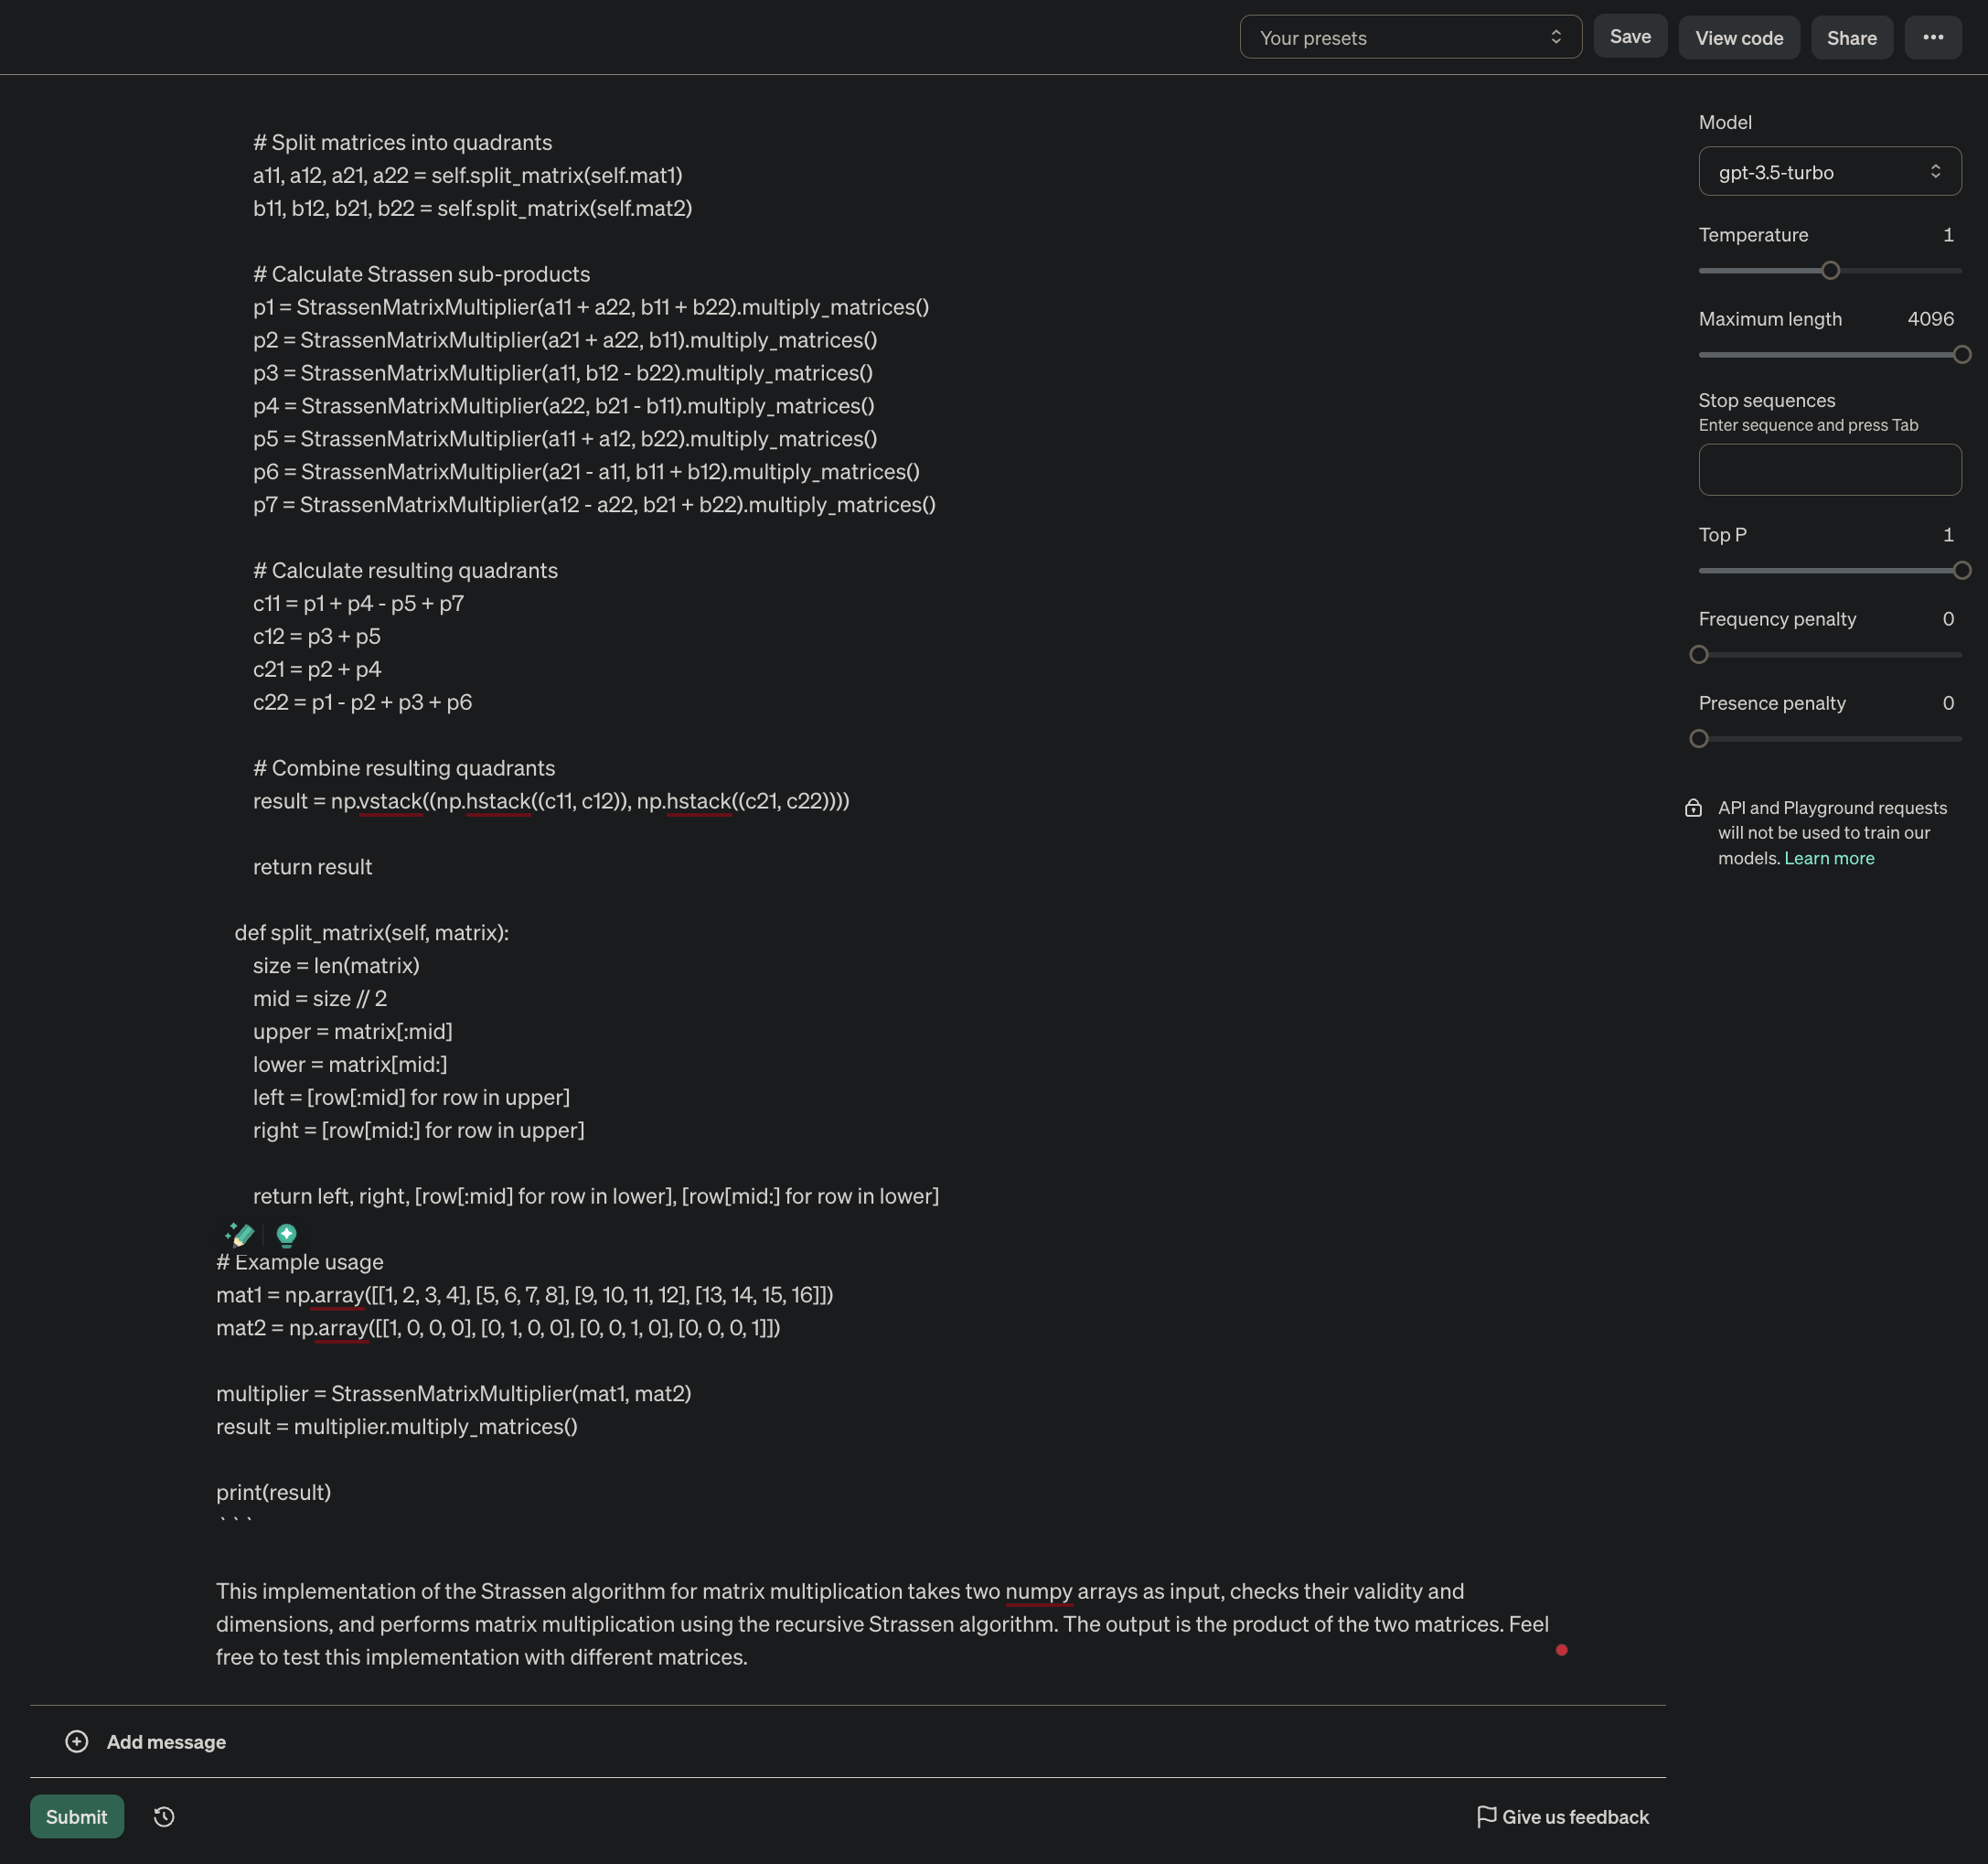 Your presets
Save
View code
Share
# Split matrices into quadrants
a11, a12, a21, a22 = self.split_matrix(self.mat1)
b11, b12, b21, b22 = self.split_matrix(self.mat2)
# Calculate Strassen sub-products
p1 = StrassenMatrixMultiplier(a11 + a22, b11 + b22).multiply_matrices()
p2 = StrassenMatrixMultiplier(a21 + a22, b11).multiply_matrices()
p3 = StrassenMatrixMultiplier(a11, b12 - b22).multiply_matrices()
p4 = StrassenMatrixMultiplier(a22, b21 - b11).multiply_matrices()
p5 = StrassenMatrixMultiplier(a11 + a12, b22).multiply_matrices()
p6 = StrassenMatrixMultiplier(a21 - a11, b11 + b12).multiply_matrices()
p7 = StrassenMatrixMultiplier(a12 - a22, b21 + b22).multiply_matrices()
# Calculate resulting quadrants
c11 = p1 + p4 - p5 + p7
c12 = p3 + p5
c21 = p2 + p4
c22 = p1 - p2 + p3 + p6
# Combine resulting quadrants
result = np.vstack((np.hstack((c11, c12)), np.hstack((c21, c22))))
return result
def split_matrix(self, matrix):
size = len(matrix)
mid = size // 2
upper = matrix[:mid]
lower = matrix[mid:]
left = [row[:mid] for row in upper]
right = [row[mid:] for row in upper]
return left, right, [row[:mid] for row in lower], [row[mid:] for row in lower]
# Example usage
mat1 = np.array([[1, 2, 3, 4], [5, 6, 7, 8], [9, 10, 11, 12], [13, 14, 15, 16]])
mat2 = np.array([[1, 0, 0, 0], [0, 1, 0, 0], [0, 0, 1, 0], [0, 0, 0, 1]])
multiplier = StrassenMatrixMultiplier(mat1, mat2)
result = multiplier.multiply_matrices()
print(result)
```
This implementation of the Strassen algorithm for matrix multiplication takes two numpy arrays as input, checks their validity and
dimensions, and performs matrix multiplication using the recursive Strassen algorithm. The output is the product of the two matrices. Feel
free to test this implementation with different matrices.
Add message
Submit
Give us feedback
Model
gpt-3.5-turbo
Temperature 1
Maximum length 4096
Stop sequences
Enter sequence and press Tab
Top P 1
Frequency penalty 0
Presence penalty 0
API and Playground requests
will not be used to train our
models. Learn more